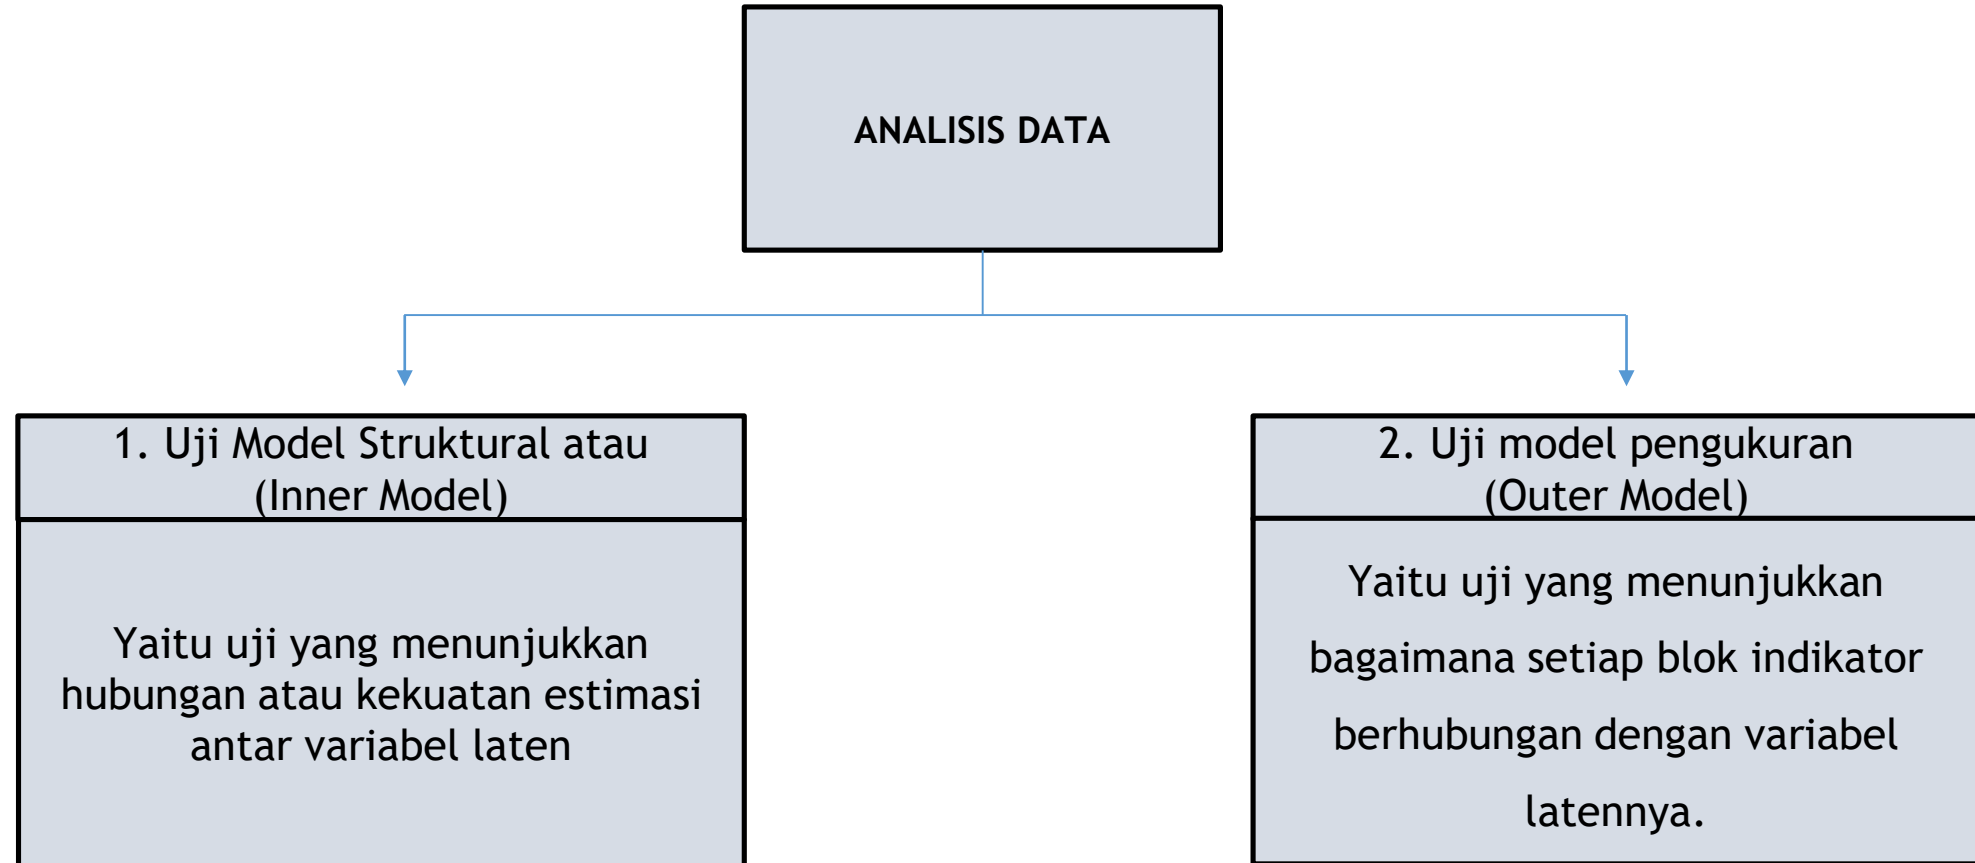 ANALISIS DATA
1. Uji Model Struktural atau
(Inner Model)
Yaitu uji yang menunjukkan
hubungan atau kekuatan estimasi
antar variabel laten
2. Uji model pengukuran
(Outer Model)
Yaitu uji yang menunjukkan
bagaimana setiap blok indikator
berhubungan dengan variabel
latennya.